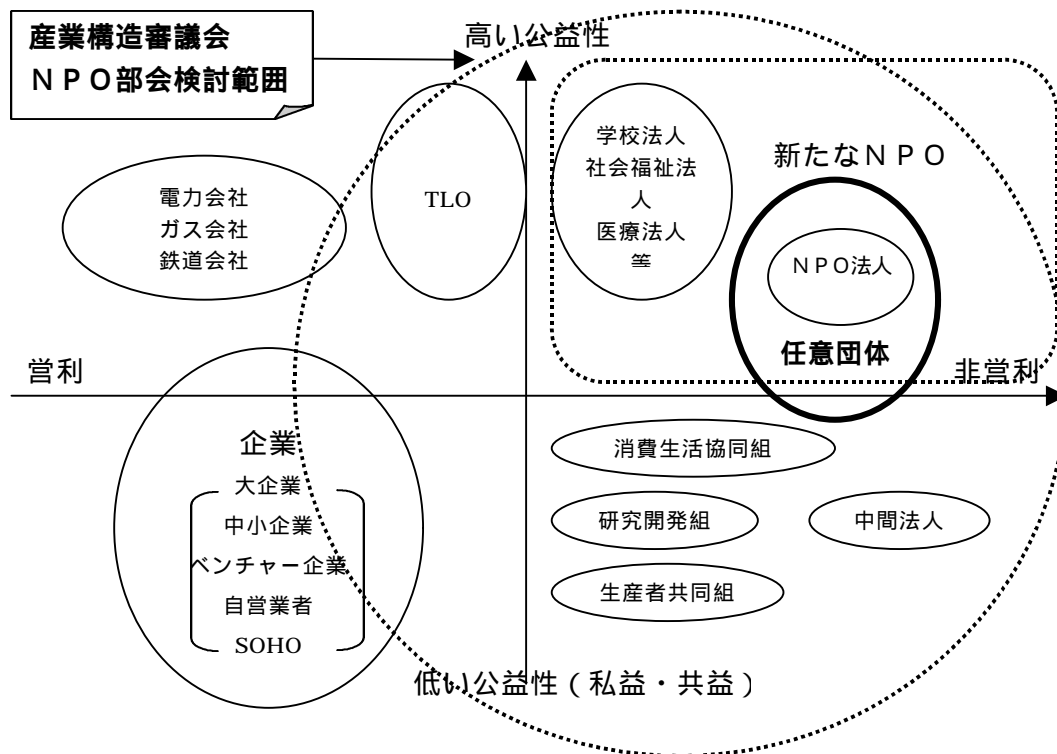 産業構造審議会
ＮＰＯ部会検討範囲
高い公益性
電力会社
ガス会社
鉄道会社
TLO
学校法人
社会福祉法
人
医療法人
等
新たなＮＰＯ
ＮＰＯ法人
任意団体
営利
非営利
企業
大企業
中小企業
ベンチャー企業
自営業者
SOHO
消費生活協同組
研究開発組
中間法人
生産者共同組
低い公益性（私益・共益）